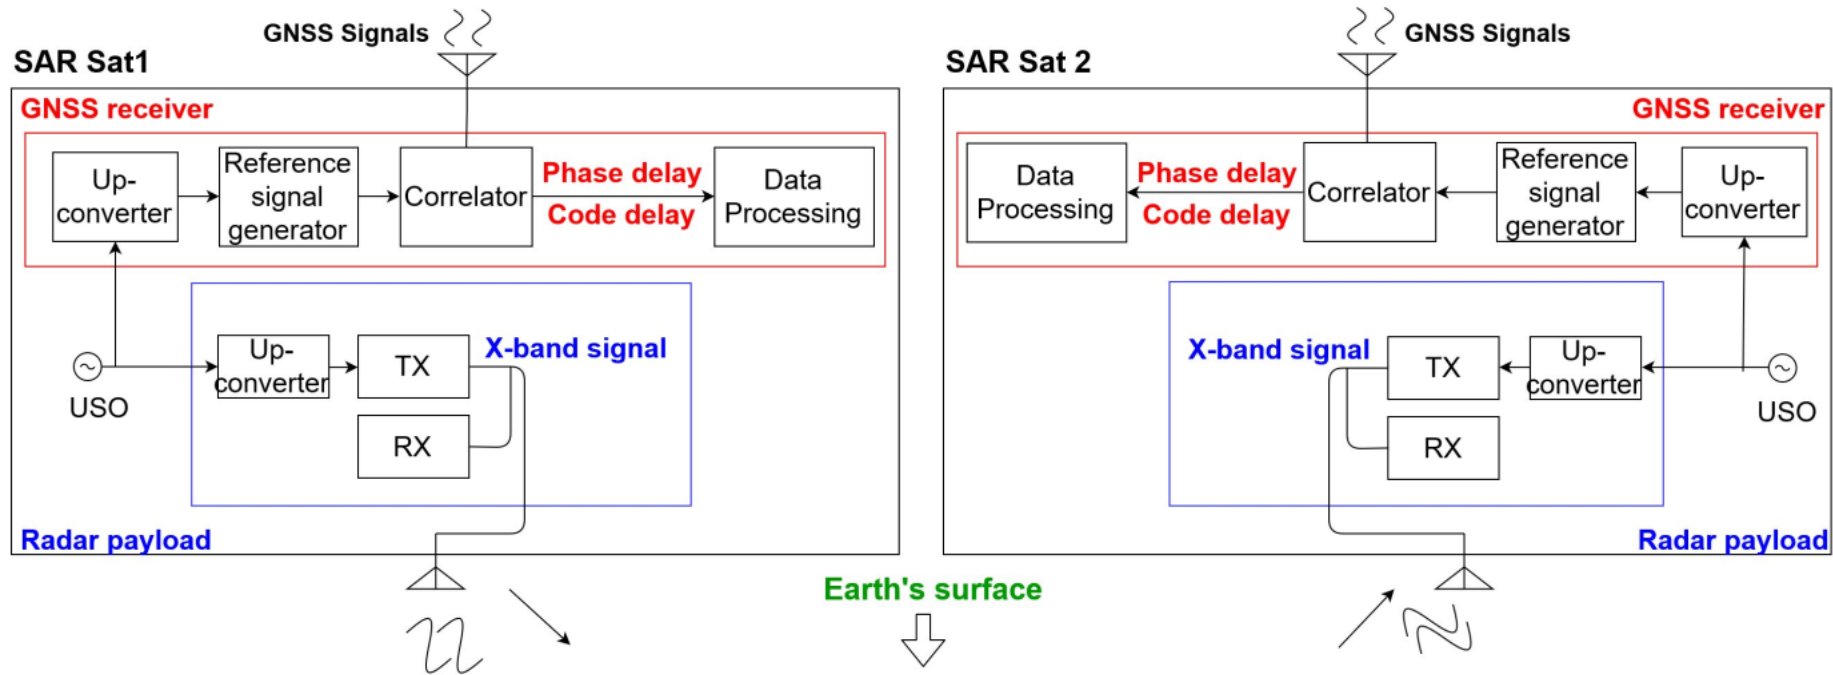 GNSS Signals
SAR Sat1
GNSS receiver
Up-
converter
Reference
signal
generator
Correlator
Phase delay
Code delay
Data
Processing
USO
Up-
converter
TX
RX
X-band signal
Radar payload
GNSS Signals
SAR Sat 2
GNSS receiver
Data
Processing
Phase delay
Code delay
Correlator
Reference
signal
generator
Up-
converter
X-band signal
TX
RX
Up-
converter
USO
Radar payload
Earth's surface